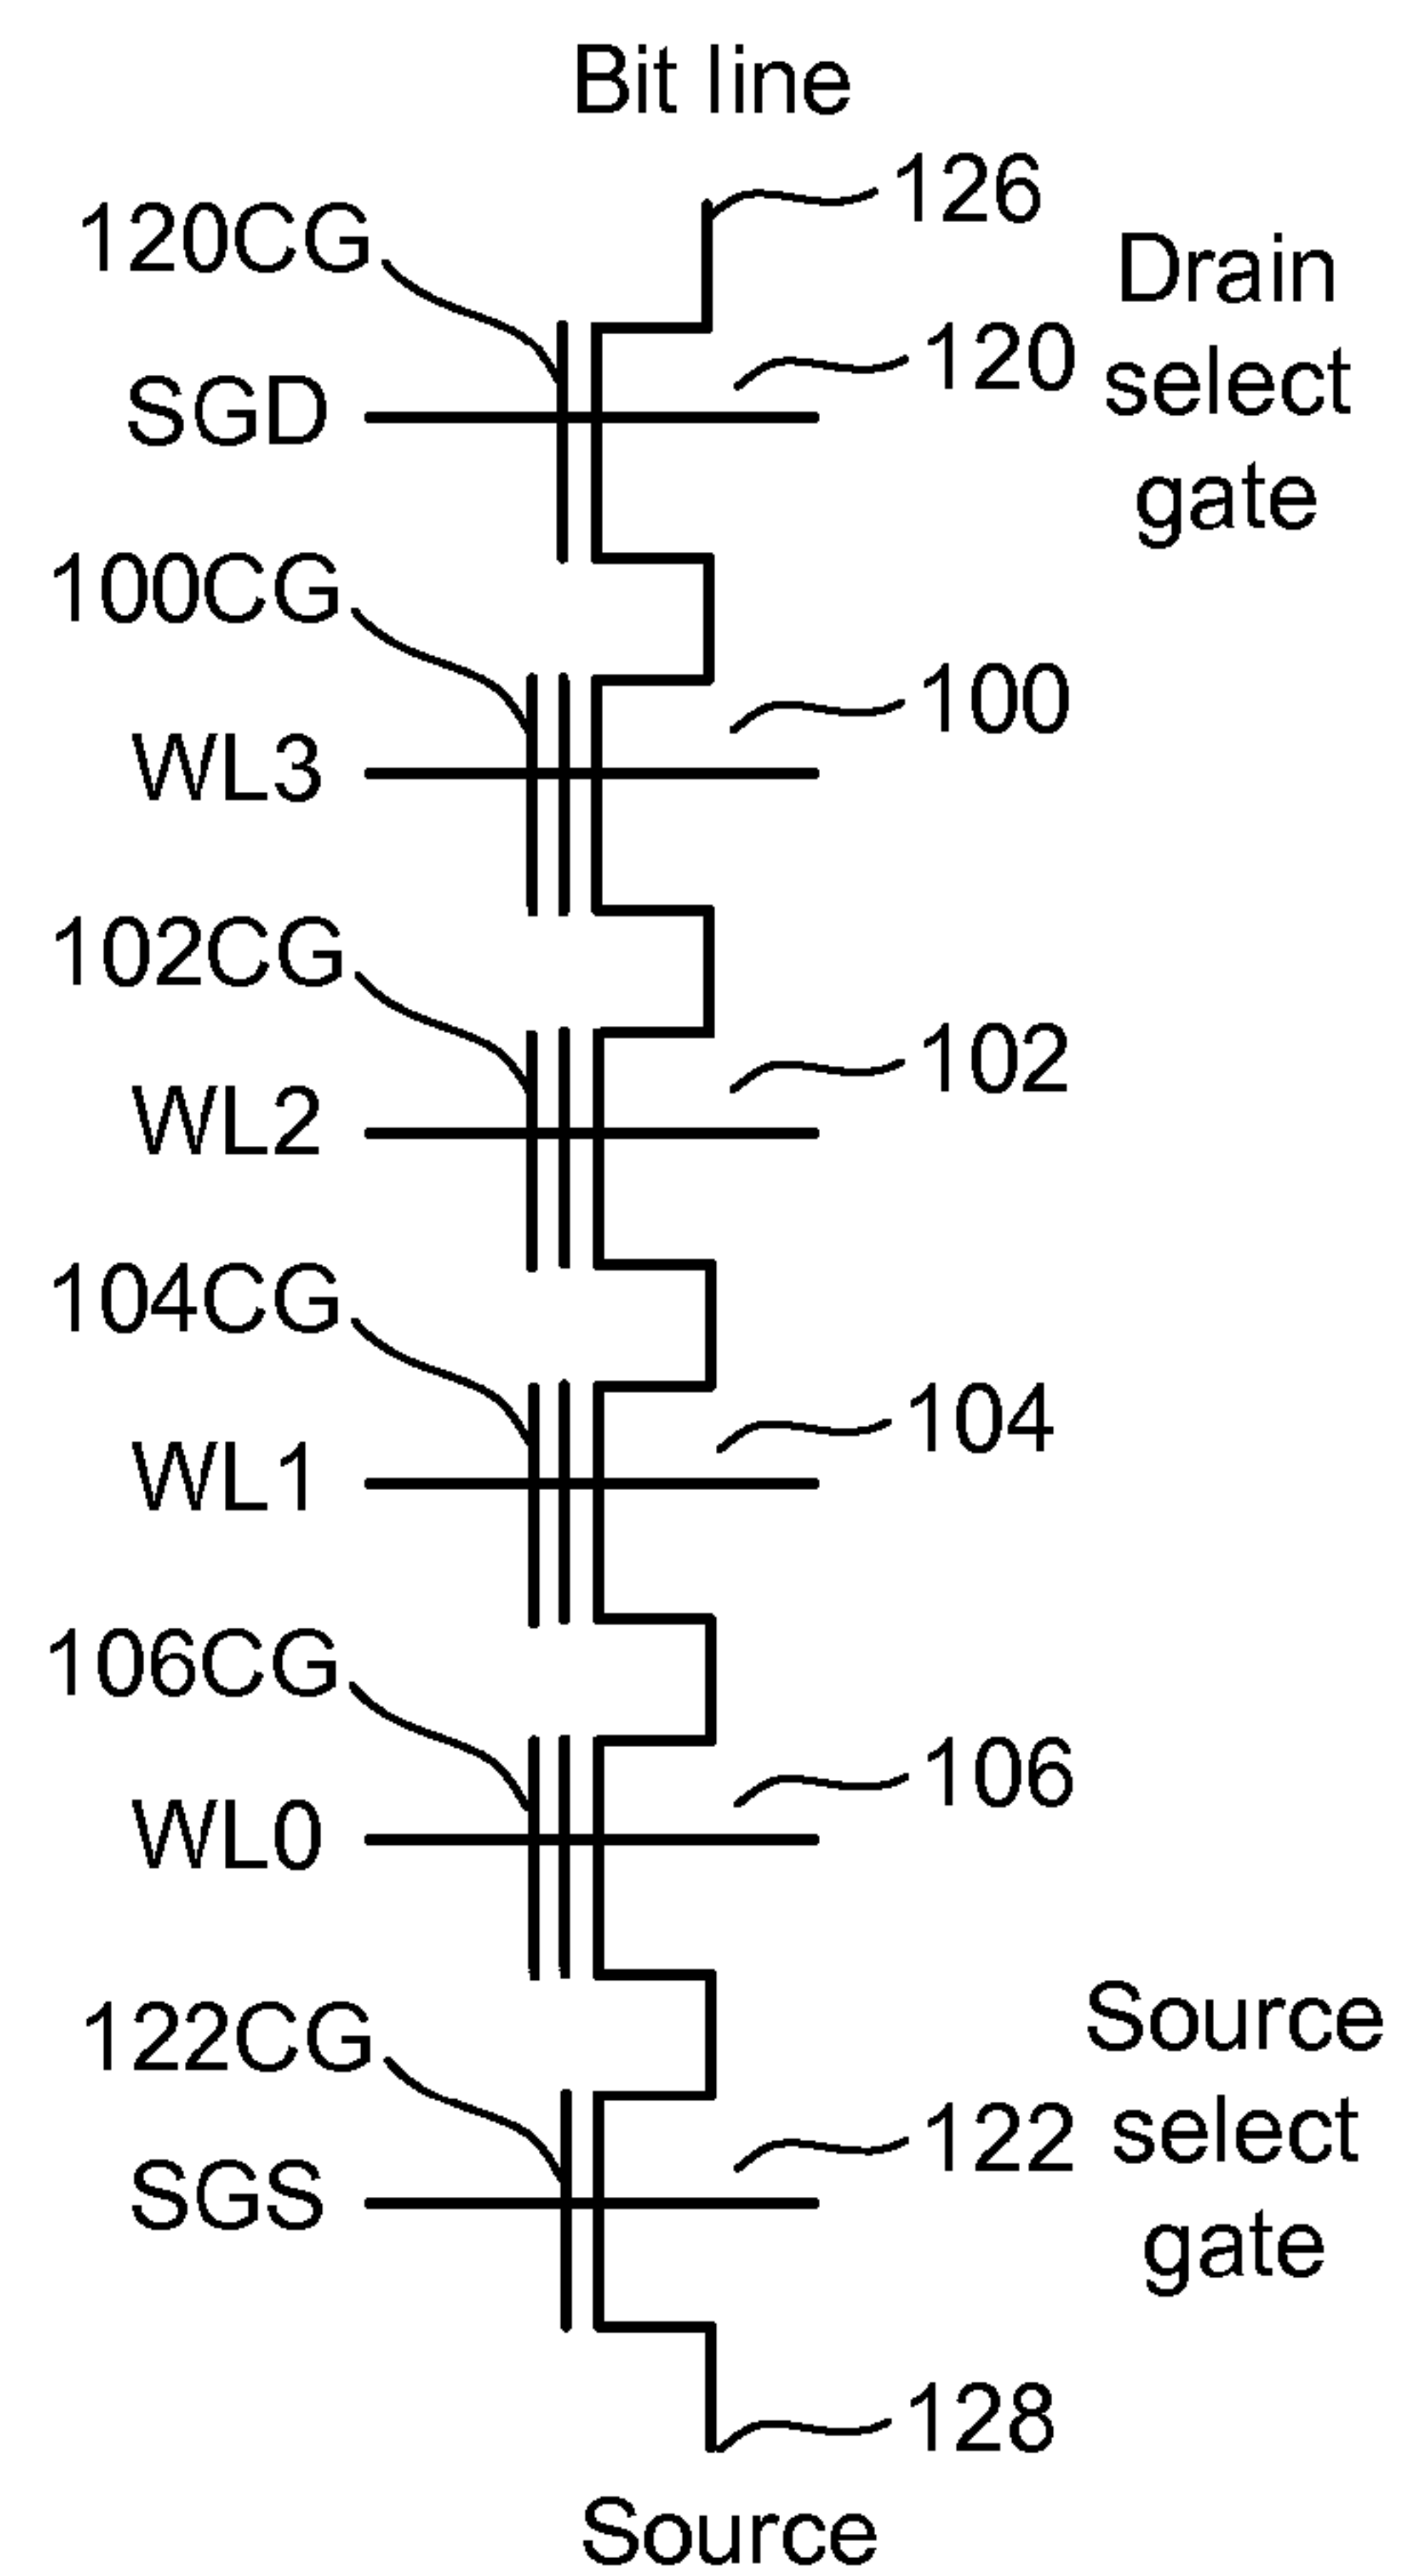 Bit line
126
120CG
Drain
select
gate
120
SGD
100CG
100
WL3
102CG
102
WL2
104CG
104
WL1
106CG
106
WL0
122CG
Source
select
gate
122
SGS
128
Source